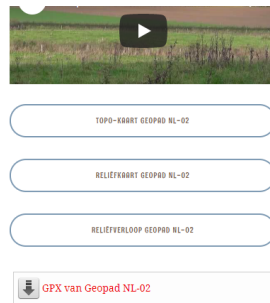 TOPO-KAART GEOPAD NL-02
RELIËFKAART GEOPAD NL-02
RELIËFVERLOOP GEOPAD NL-02
GPX van Geopad NL-02